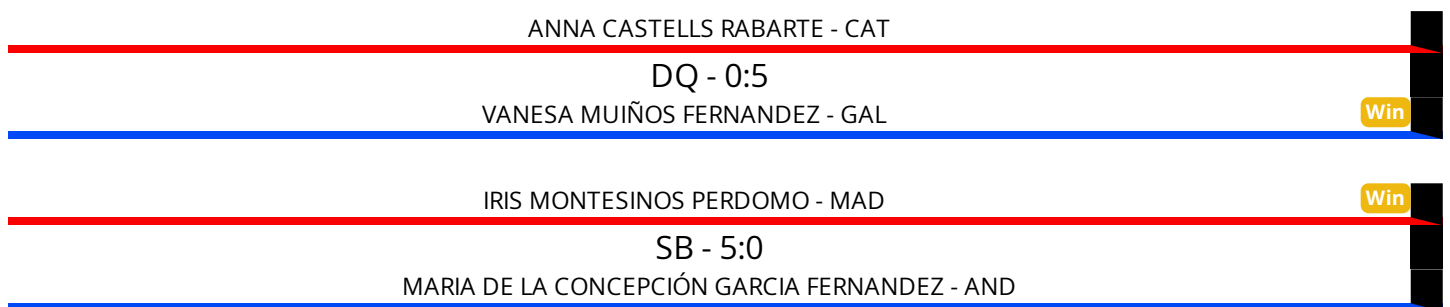 ANNA CASTELLS RABARTE - CAT
DQ - 0:5
VANESA MUIÑOS FERNANDEZ - GAL
Win
IRIS MONTESINOS PERDOMO - MAD
Win
SB - 5:0
MARIA DE LA CONCEPCIÓN GARCIA FERNANDEZ - AND